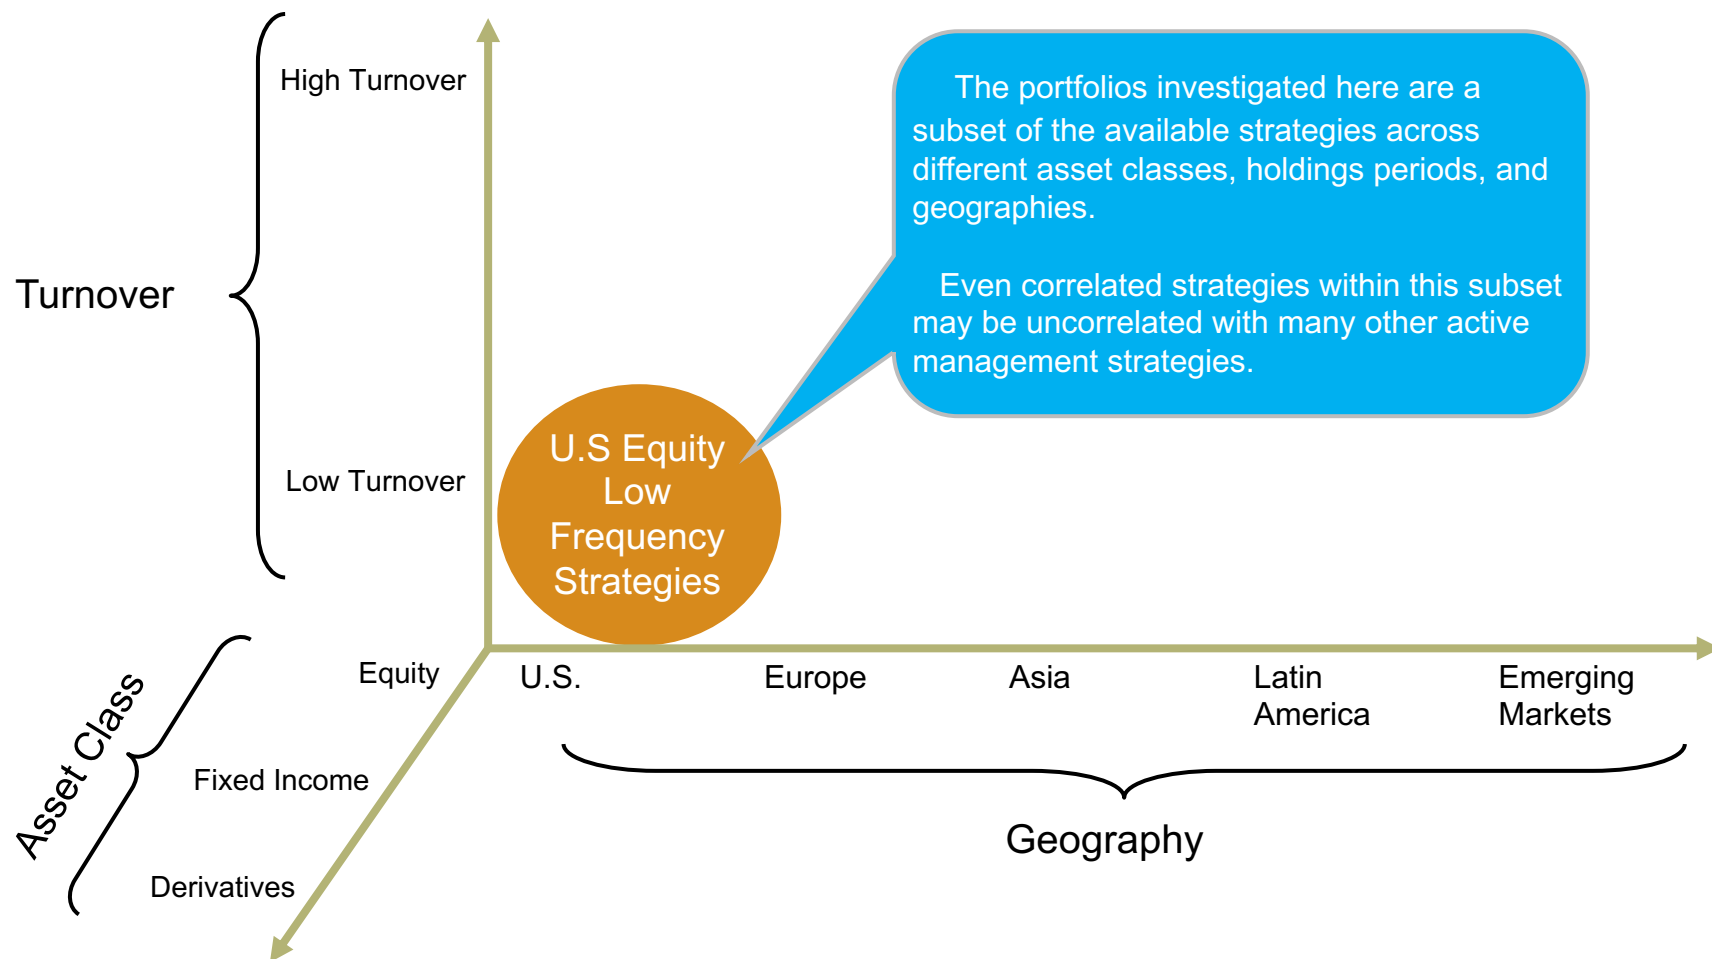 High Turnover
The portfolios investigated here are a
subset of the available strategies across
different asset classes, holdings periods, and
geographies.
Even correlated strategies within this subset
may be uncorrelated with many other active
management strategies.
Turnover
Low Turnover
U.S Equity
Low
Frequency
Strategies
Equity
U.S.
Europe
Asia
Latin
America
Emerging
Markets
Asset Class
Fixed Income
Derivatives
Geography